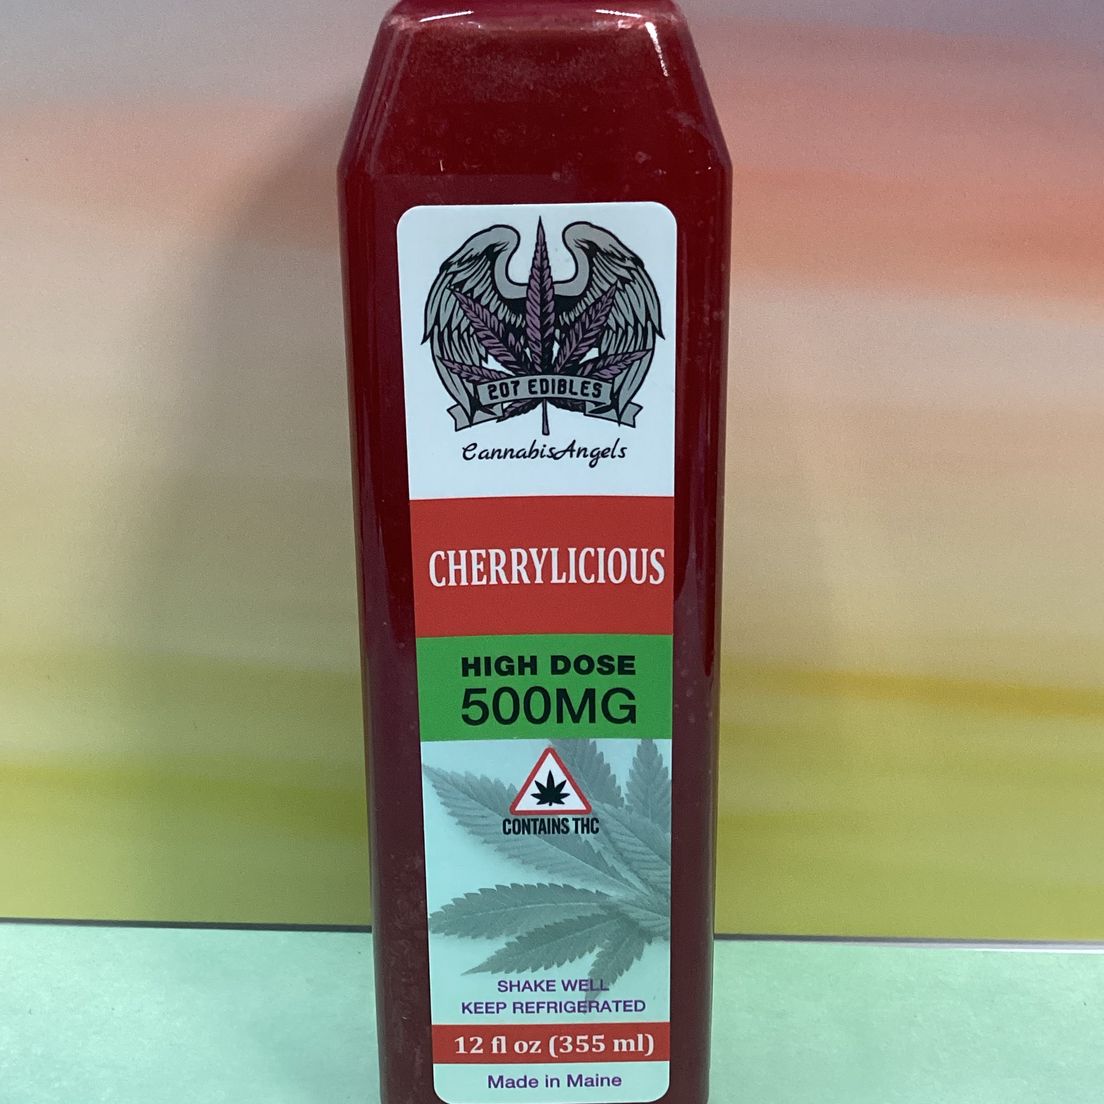 207 EDIBLES
CannabisAngels
CHERRYLICIOUS
HIGH DOSE
500MG
CONTAINS THC
SHAKE WELL
KEEP REFRIGERATED
12 fl oz (355 ml)
Made in Maine